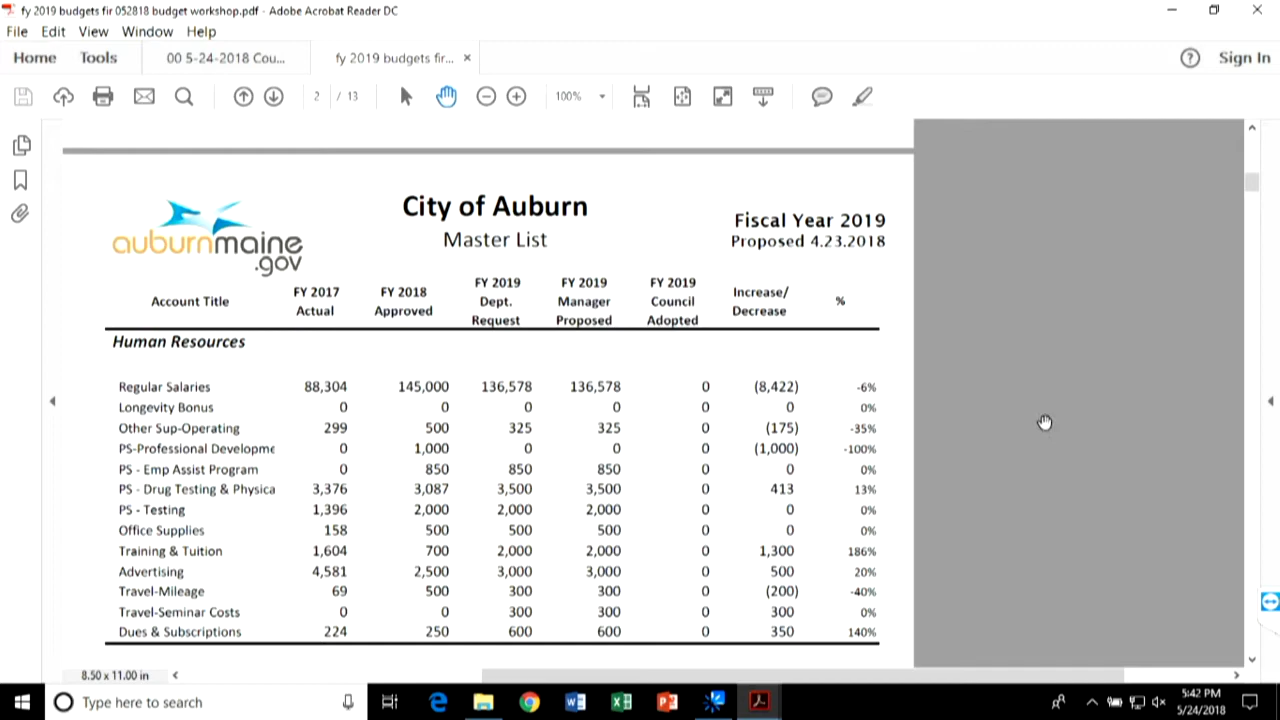 fy 2019 budgets fir 052818 budget workshop.pdf - Adobe Acrobat Reader DC
File Edit View Window Help
Home Tools 00 5-24-2018 Cou... fy 2019 budgets fir... × Sign In
2 / 13 100%
auburnmaine
.gov
City of Auburn
Master List
Fiscal Year 2019
Proposed 4.23.2018
Account Title FY 2017 Actual FY 2018 Approved FY 2019 Dept. Request FY 2019 Manager Proposed FY 2019 Council Adopted Increase/ Decrease %
Human Resources
Regular Salaries 88,304 145,000 136,578 136,578 0 (8,422) -6%
Longevity Bonus 0 0 0 0 0 0 0%
Other Sup-Operating 299 500 325 325 0 (175) -35%
PS-Professional Developme 0 1,000 0 0 0 (1,000) -100%
PS - Emp Assist Program 0 850 850 850 0 0 0%
PS - Drug Testing & Physica 3,376 3,087 3,500 3,500 0 413 13%
PS - Testing 1,396 2,000 2,000 2,000 0 0 0%
Office Supplies 158 500 500 500 0 0 0%
Training & Tuition 1,604 700 2,000 2,000 0 1,300 186%
Advertising 4,581 2,500 3,000 3,000 0 500 20%
Travel-Mileage 69 500 300 300 0 (200) -40%
Travel-Seminar Costs 0 0 300 300 0 300 0%
Dues & Subscriptions 224 250 600 600 0 350 140%
8.50 x 11.00 in
Type here to search
5:42 PM
5/24/2018